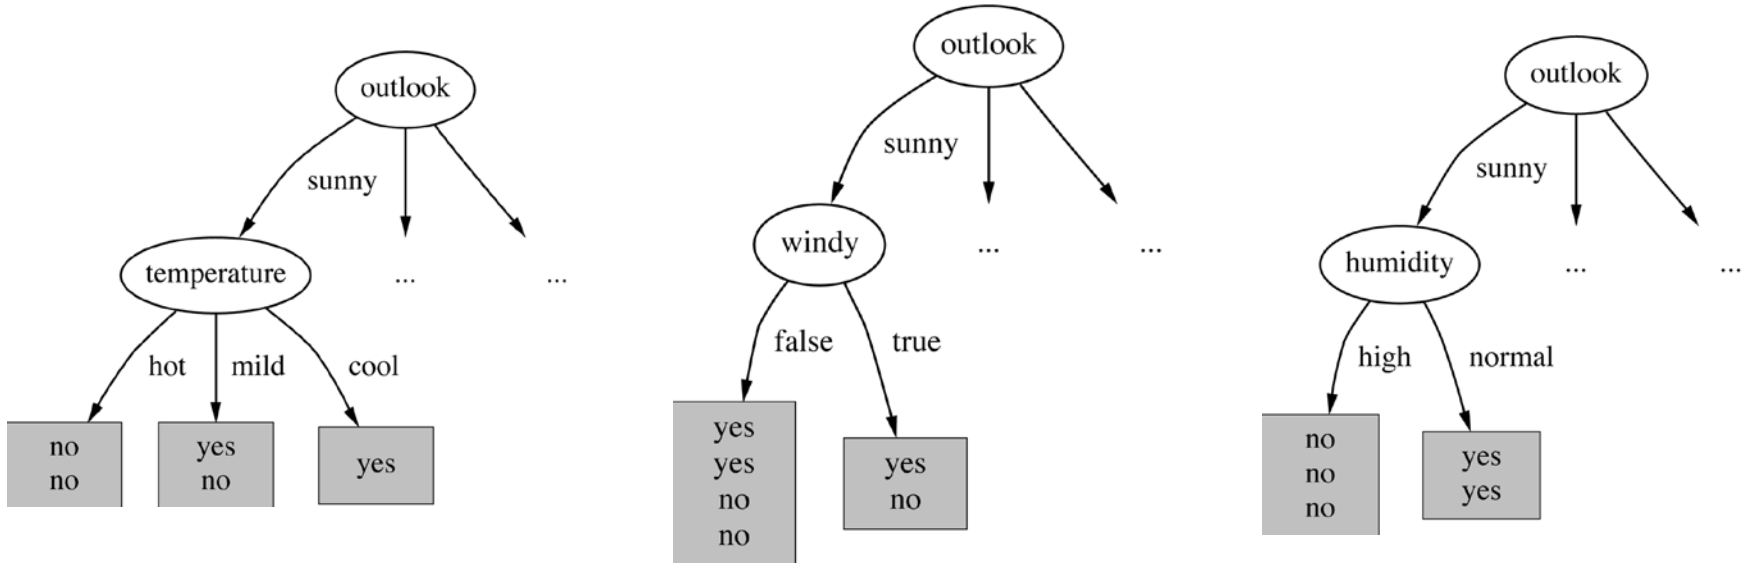 outlook
sunny
temperature
...
...
hot
mild
cool
no
no
yes
no
yes
outlook
sunny
windy
...
...
false
true
yes
yes
no
no
yes
no
outlook
sunny
humidity
...
...
high
normal
no
no
no
yes
yes